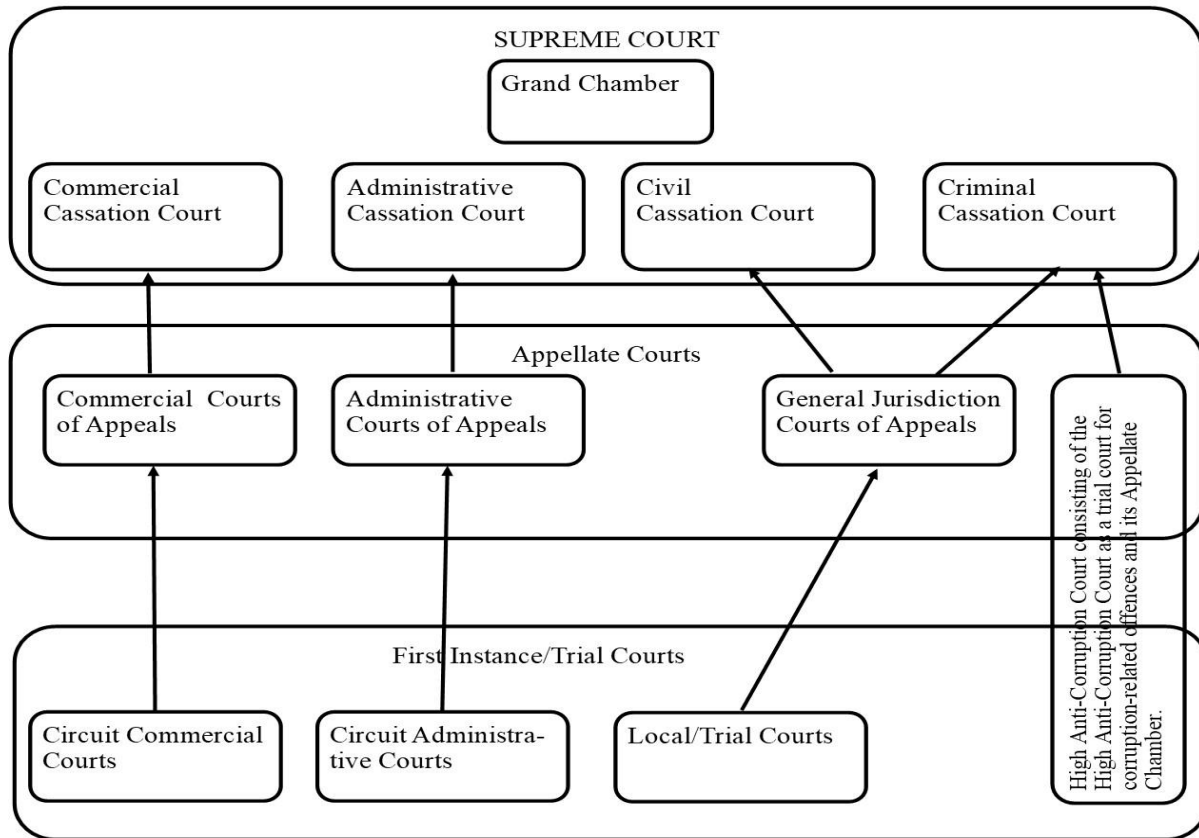 SUPREME COURT
Grand Chamber
Commercial
Cassation Court
Administrative
Cassation Court
Civil
Cassation Court
Criminal
Cassation Court
Appellate Courts
Commercial Courts
of Appeals
Administrative
Courts of Appeals
General Jurisdiction
Courts of Appeals
High Anti-Corruption Court consisting of the
High Anti-Corruption Court as a trial court for
corruption-related offences and its Appellate
Chamber.
First Instance/Trial Courts
Circuit Commercial
Courts
Circuit Administra-
tive Courts
Local/Trial Courts